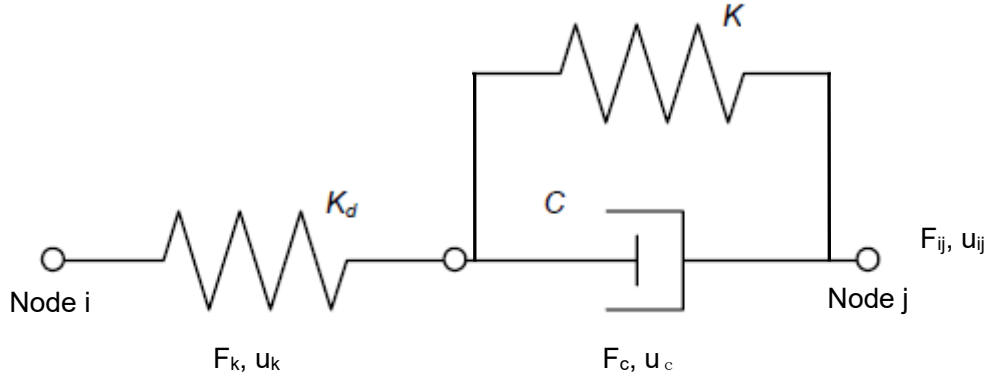 K
K_d
C
F_ij, u_ij
Node i
Node j
F_k, u_k
F_c, u_c